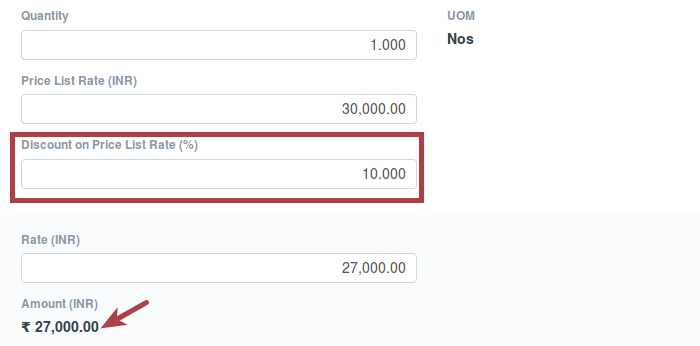 Quantity
UOM
1.000
Nos
Price List Rate (INR)
30,000.00
Discount on Price List Rate (%)
10.000
Rate (INR)
27,000.00
Amount (INR)
₹ 27,000.00